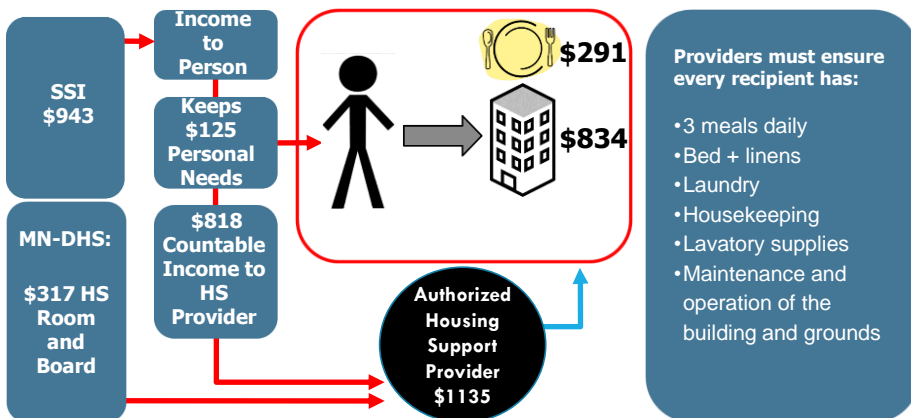 SSI
$943
MN-DHS:
$317 HS
Room
and
Board
Income
to
Person
Keeps
$125
Personal
Needs
$818
Countable
Income to
HS
Provider
$291
$834
Authorized
Housing
Support
Provider
$1135
Providers must ensure
every recipient has:
•3 meals daily
•Bed + linens
•Laundry
•Housekeeping
•Lavatory supplies
•Maintenance and
operation of the
building and grounds